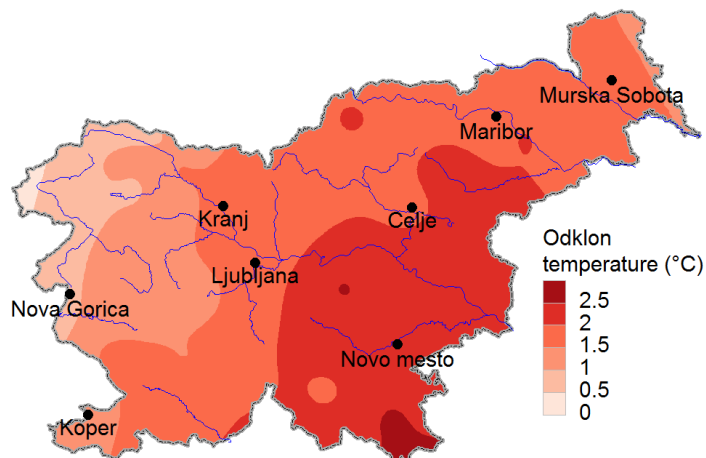 Murska Sobota
Maribor
Kranj
Celje
Ljubljana
Nova Gorica
Novo mesto
Koper
Odklon
temperature (°C)
2.5
2
1.5
1
0.5
0